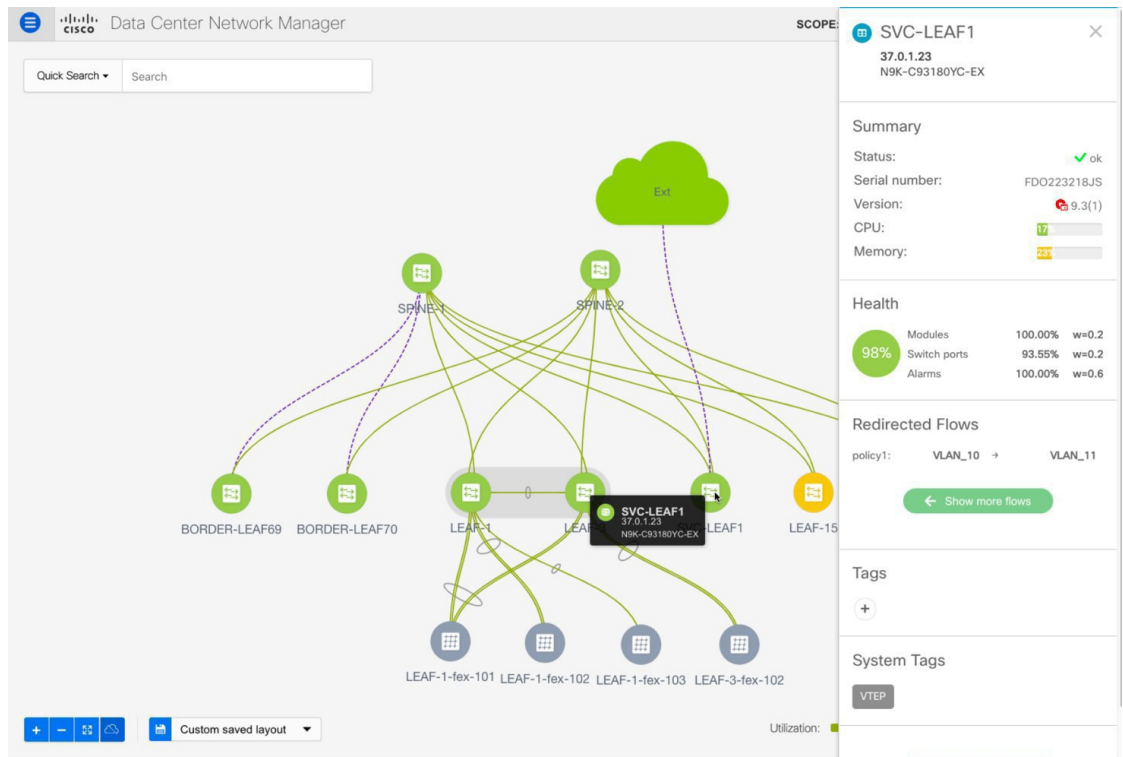 CISCO Data Center Network Manager
SCOPE:
Quick Search
Search
Ext
SPINE-1
SPINE-2
BORDER-LEAF69
BORDER-LEAF70
LEAF-1
SVC-LEAF1
37.0.1.23
N9K-C93180YC-EX
SVC-LEAF1
LEAF-15
LEAF-1-fex-101
LEAF-1-fex-102
LEAF-1-fex-103
LEAF-3-fex-102
Custom saved layout
Utilization:
SVC-LEAF1
37.0.1.23
N9K-C93180YC-EX
Summary
Status: ok
Serial number: FDO223218JS
Version: 9.3(1)
CPU: 17%
Memory: 23%
Health
98%
Modules 100.00% w=0.2
Switch ports 93.55% w=0.2
Alarms 100.00% w=0.6
Redirected Flows
policy1: VLAN_10 → VLAN_11
← Show more flows
Tags
+
System Tags
VTEP